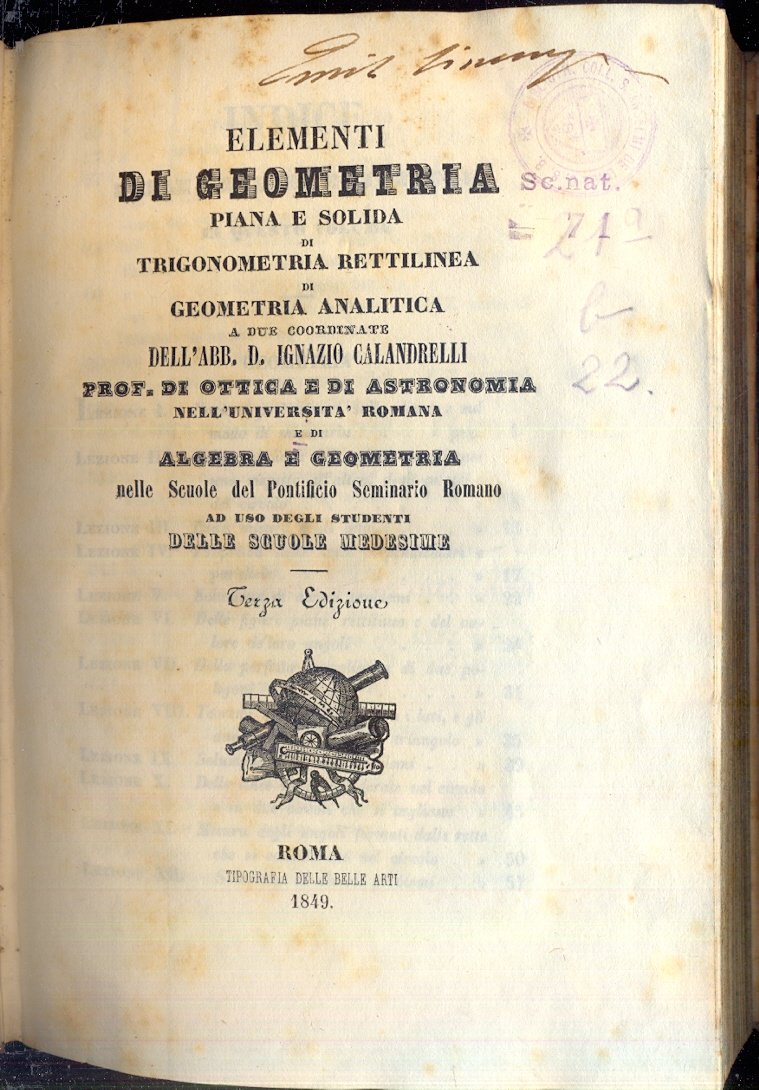 ELEMENTI
DI GEOMETRIA
PIANA E SOLIDA
DI
TRIGONOMETRIA RETTILINEA
DI
GEOMETRIA ANALITICA
A DUE COORDINATE
DELL'ABB. D. IGNAZIO CALANDRELLI
PROF. DI OTTICA E DI ASTRONOMIA
NELL'UNIVERSITA' ROMANA
E DI
ALGEBRA E GEOMETRIA
nelle Scuole del Pontificio Seminario Romano
AD USO DEGLI STUDENTI
DELLE SCUOLE MEDESIME
Terza Edizione
ROMA
TIPOGRAFIA DELLE BELLE ARTI
1849.
Sc.nat.
22.